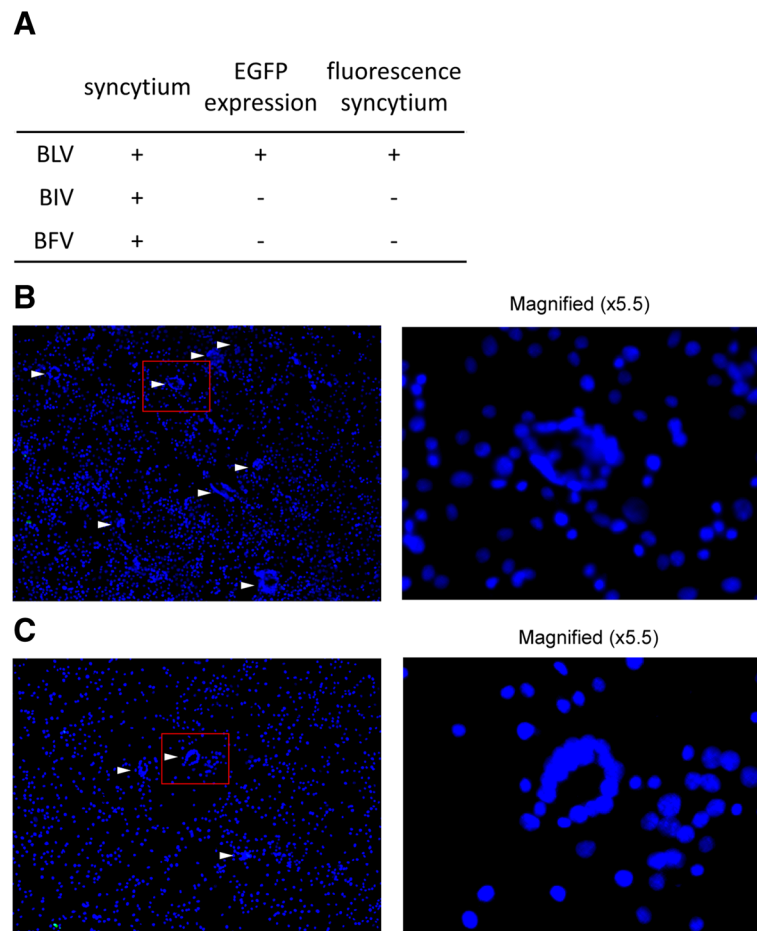 A
syncytium EGFP expression fluorescence syncytium
BLV + + +
BIV + - -
BFV + - -
B
Magnified (x5.5)
C
Magnified (x5.5)